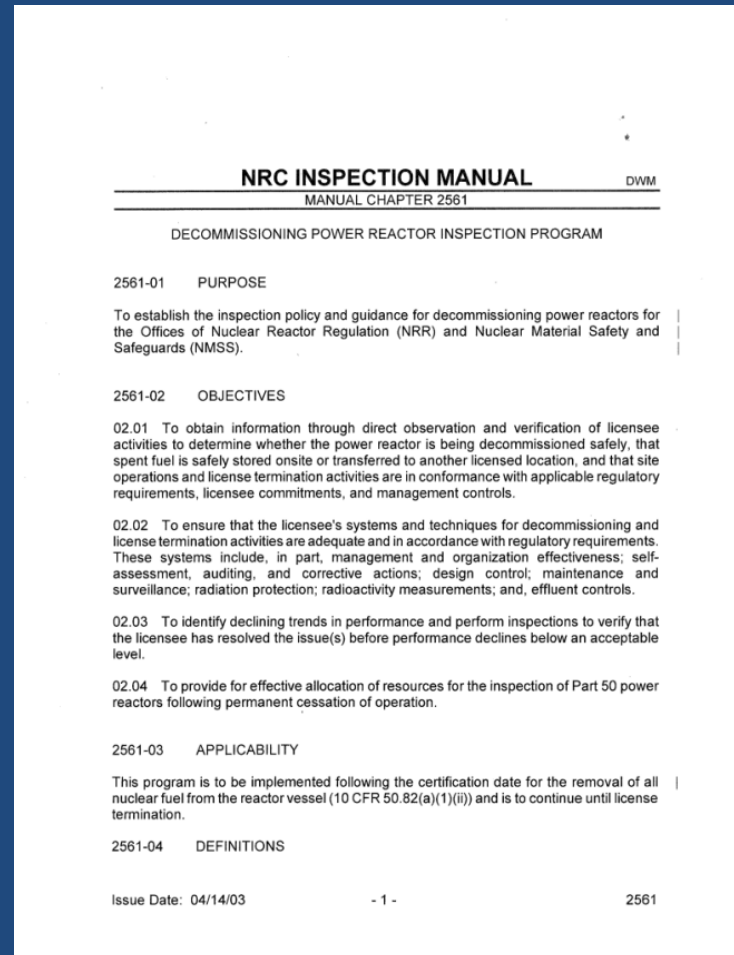 NRC INSPECTION MANUAL DWM
MANUAL CHAPTER 2561
DECOMMISSIONING POWER REACTOR INSPECTION PROGRAM
2561-01 PURPOSE
To establish the inspection policy and guidance for decommissioning power reactors for
the Offices of Nuclear Reactor Regulation (NRR) and Nuclear Material Safety and
Safeguards (NMSS).
2561-02 OBJECTIVES
02.01 To obtain information through direct observation and verification of licensee
activities to determine whether the power reactor is being decommissioned safely, that
spent fuel is safely stored onsite or transferred to another licensed location, and that site
operations and license termination activities are in conformance with applicable regulatory
requirements, licensee commitments, and management controls.
02.02 To ensure that the licensee's systems and techniques for decommissioning and
license termination activities are adequate and in accordance with regulatory requirements.
These systems include, in part, management and organization effectiveness; self-
assessment, auditing, and corrective actions; design control; maintenance and
surveillance; radiation protection; radioactivity measurements; and, effluent controls.
02.03 To identify declining trends in performance and perform inspections to verify that
the licensee has resolved the issue(s) before performance declines below an acceptable
level.
02.04 To provide for effective allocation of resources for the inspection of Part 50 power
reactors following permanent cessation of operation.
2561-03 APPLICABILITY
This program is to be implemented following the certification date for the removal of all
nuclear fuel from the reactor vessel (10 CFR 50.82(a)(1)(ii)) and is to continue until license
termination.
2561-04 DEFINITIONS
Issue Date: 04/14/03 - 1 - 2561